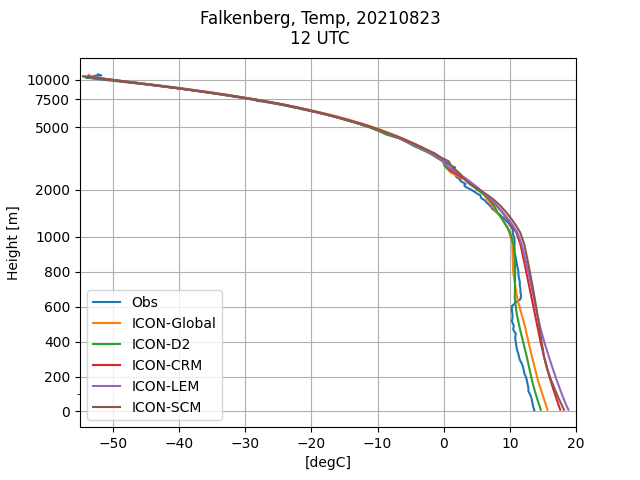 Falkenberg, Temp, 20210823
12 UTC
10000
7500
5000
2000
1000
800
600
400
200
0
Height [m]
Obs
ICON-Global
ICON-D2
ICON-CRM
ICON-LEM
ICON-SCM
−50 −40 −30 −20 −10 0 10 20
[degC]